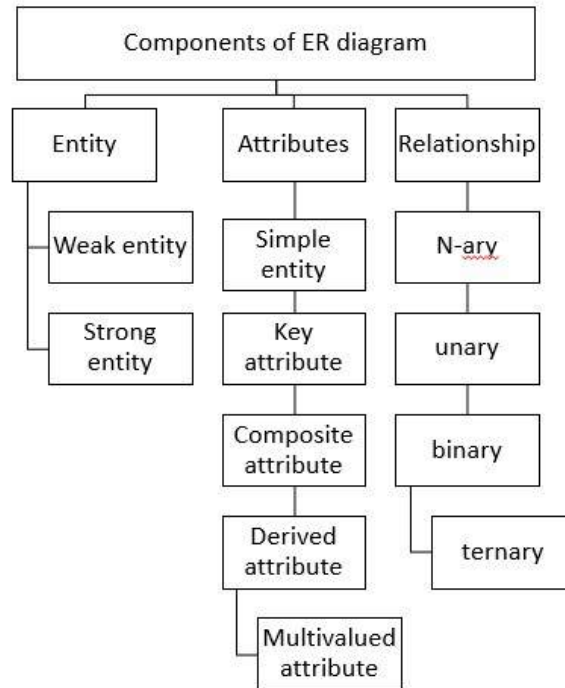 Components of ER diagram
Entity
Attributes
Relationship
Weak entity
Simple
entity
N-ary
Strong
entity
Key
attribute
unary
Composite
attribute
binary
Derived
attribute
ternary
Multivalued
attribute